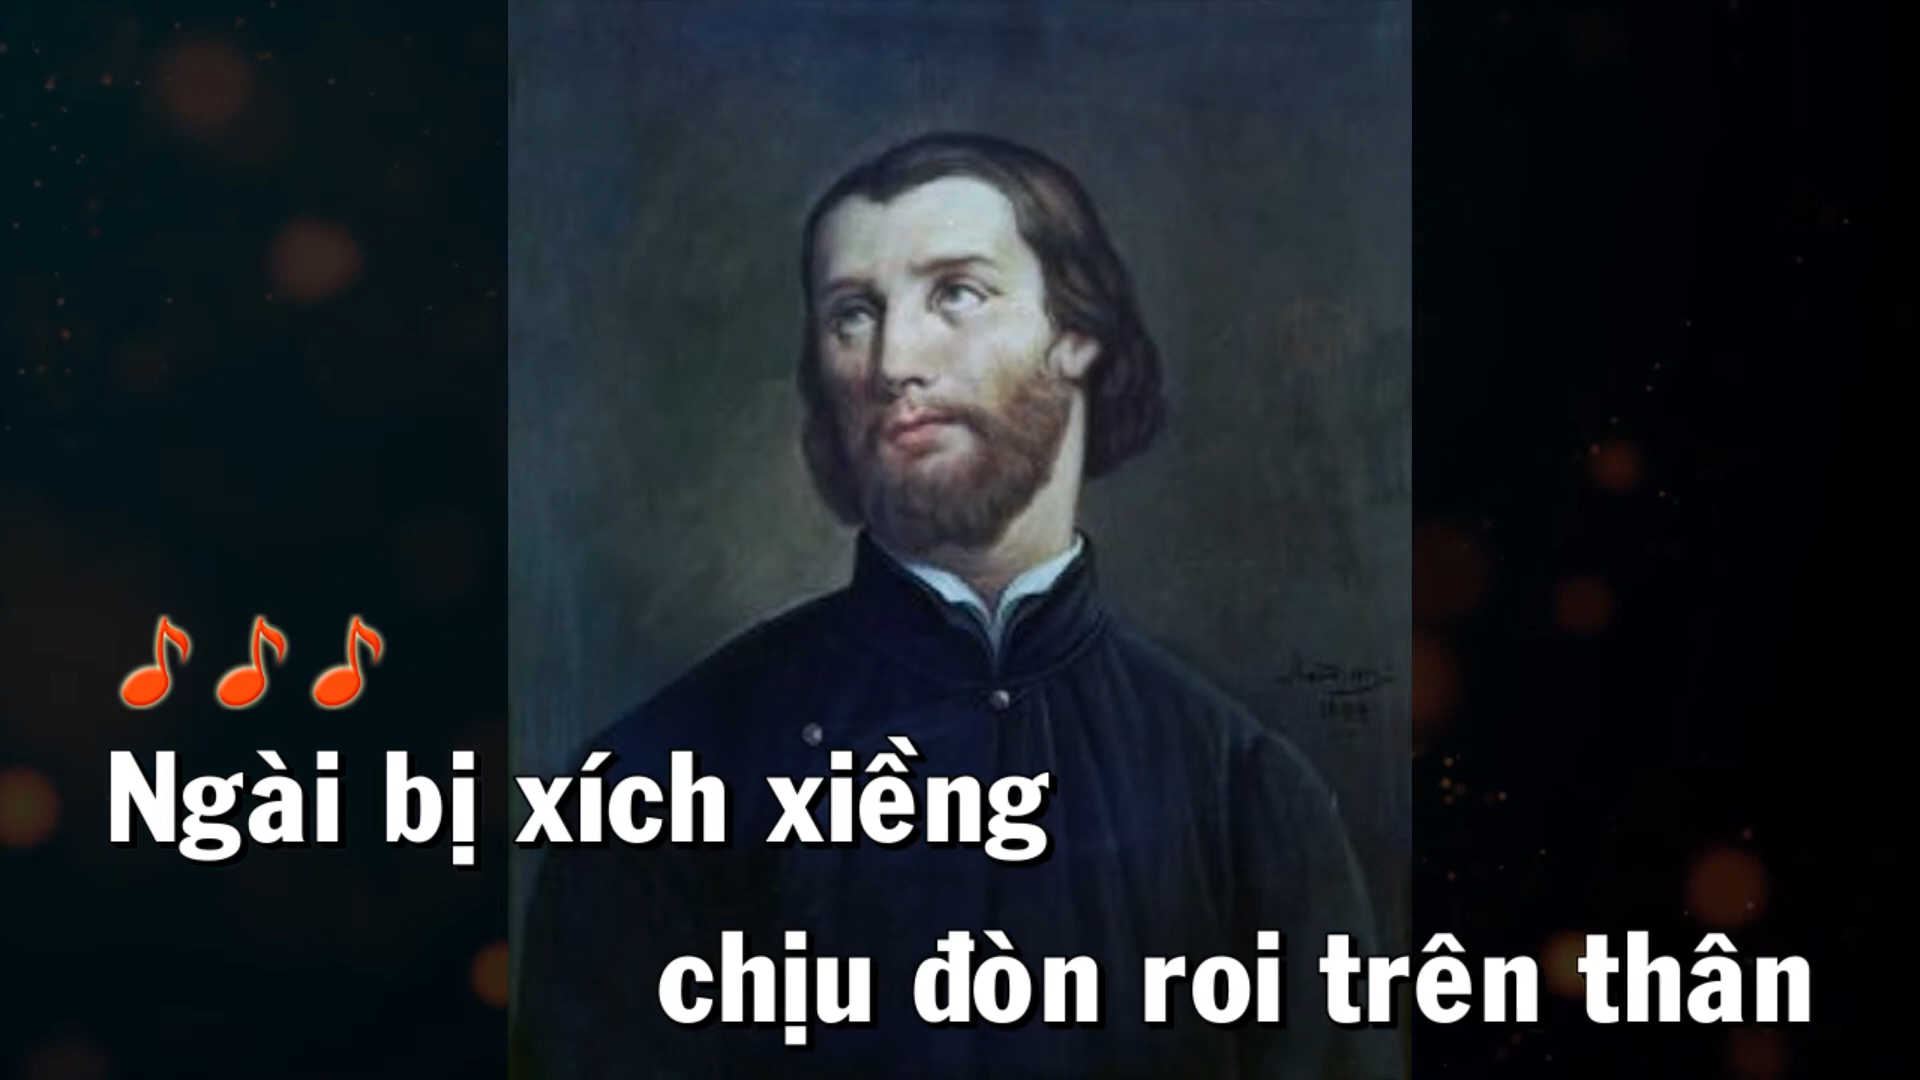 Ngài bị xích xiềng
chịu đòn roi trên thân